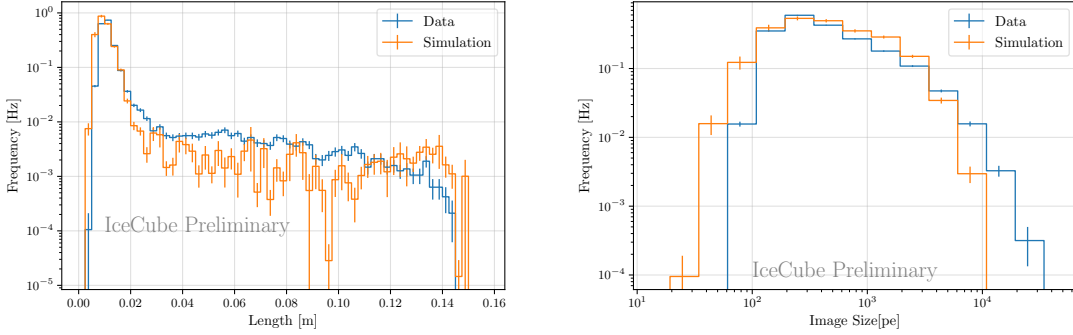 Data
Simulation
Frequency [Hz]
10⁰
10⁻¹
10⁻²
10⁻³
10⁻⁴
10⁻⁵
IceCube Preliminary
0.00 0.02 0.04 0.06 0.08 0.10 0.12 0.14 0.16
Length [m]
Data
Simulation
Frequency [Hz]
10⁻¹
10⁻²
10⁻³
10⁻⁴
IceCube Preliminary
10¹ 10² 10³ 10⁴
Image Size[pe]